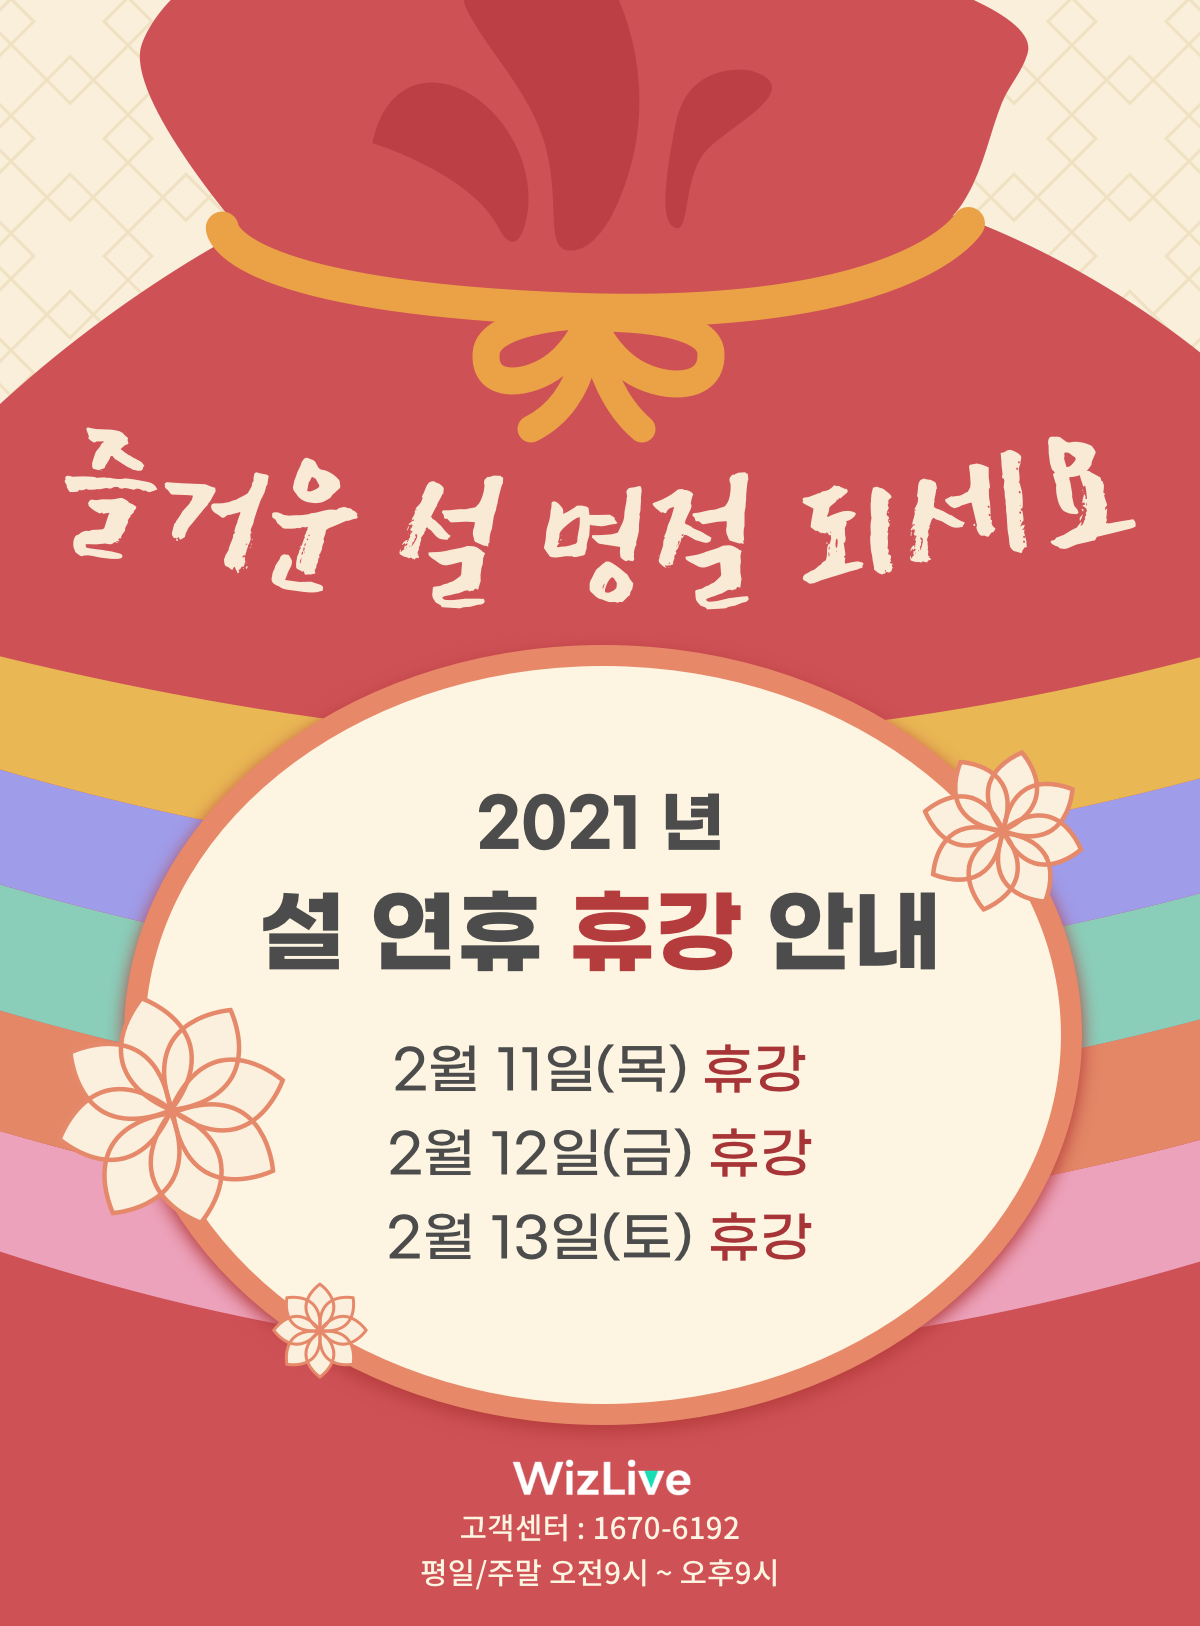 즐거운 설 명절 되세요
2021 년
설 연휴 휴강 안내
2월 11일(목) 휴강
2월 12일(금) 휴강
2월 13일(토) 휴강
WizLive
고객센터 : 1670-6192
평일/주말 오전9시 ~ 오후9시